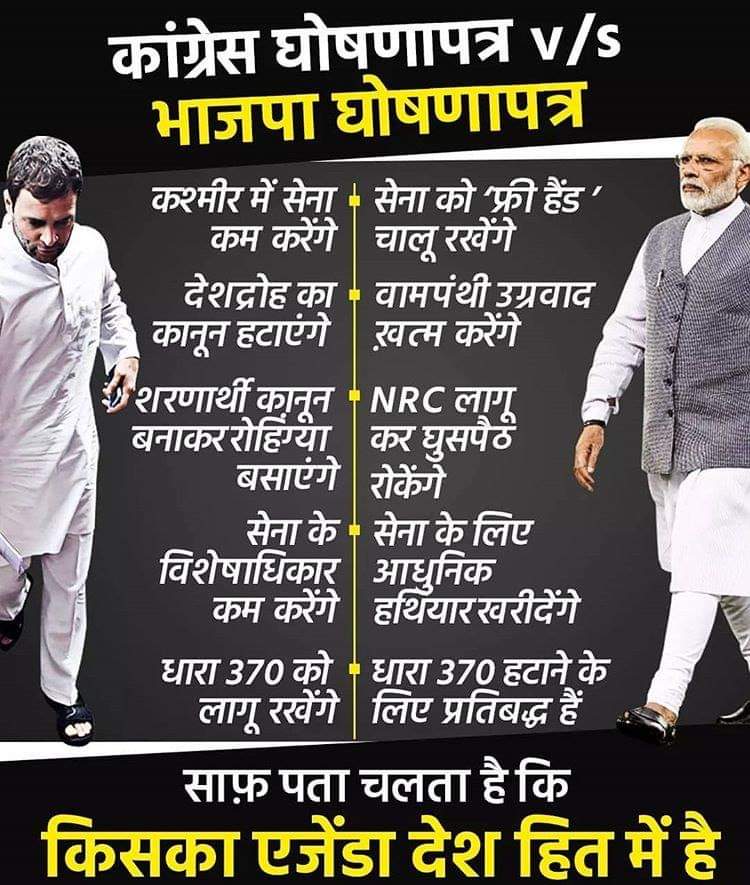 कांग्रेस घोषणापत्र v/s
भाजपा घोषणापत्र
कश्मीर में सेना
कम करेंगे
सेना को ‘फ्री हैंड ’
चालू रखेंगे
देशद्रोह का
कानून हटाएंगे
वामपंथी उग्रवाद
ख़त्म करेंगे
शरणार्थी कानून
बनाकर रोहिंग्या
बसाएंगे
NRC लागू
कर घुसपैठ
रोकेंगे
सेना के
विशेषाधिकार
कम करेंगे
सेना के लिए
आधुनिक
हथियार खरीदेंगे
धारा 370 को
लागू रखेंगे
धारा 370 हटाने के
लिए प्रतिबद्ध हैं
साफ़ पता चलता है कि
किसका एजेंडा देश हित में है